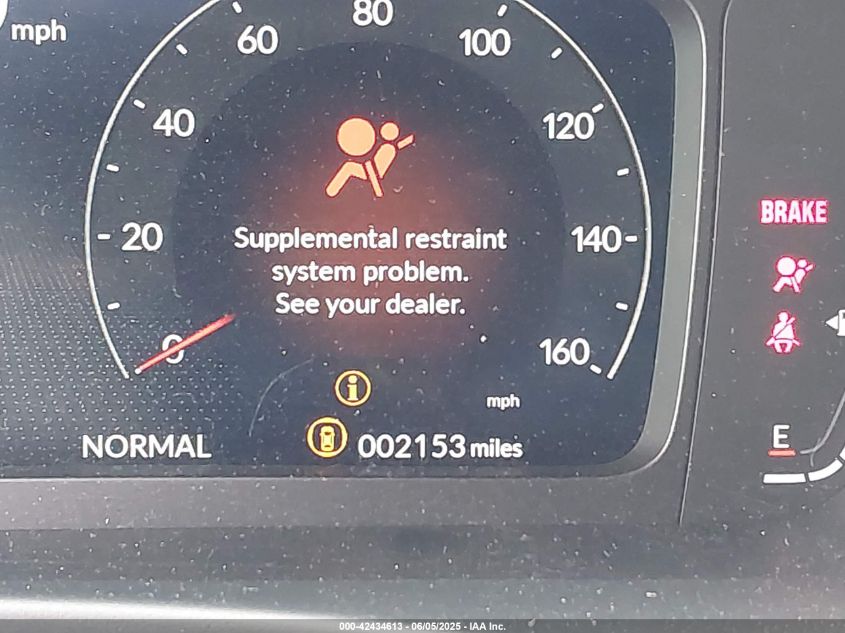 mph
80
60
100
40
120
20
140
0
160
Supplemental restraint
system problem.
See your dealer.
mph
NORMAL
002153 miles
BRAKE
E
000-42434613 - 06/05/2025 - IAA Inc.